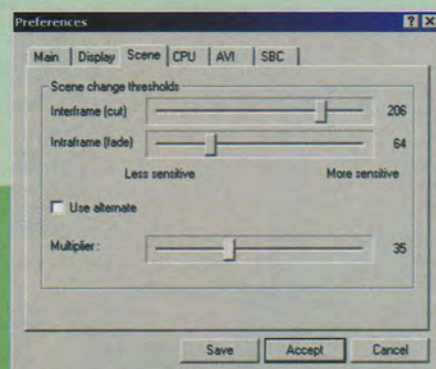 Preferences
Main Display Scene CPU AVI SBC
Scene change thresholds
Interframe (cut) 206
Intraframe (fade) 64
Less sensitive More sensitive
Use alternate
Multiplier : 35
Save Accept Cancel